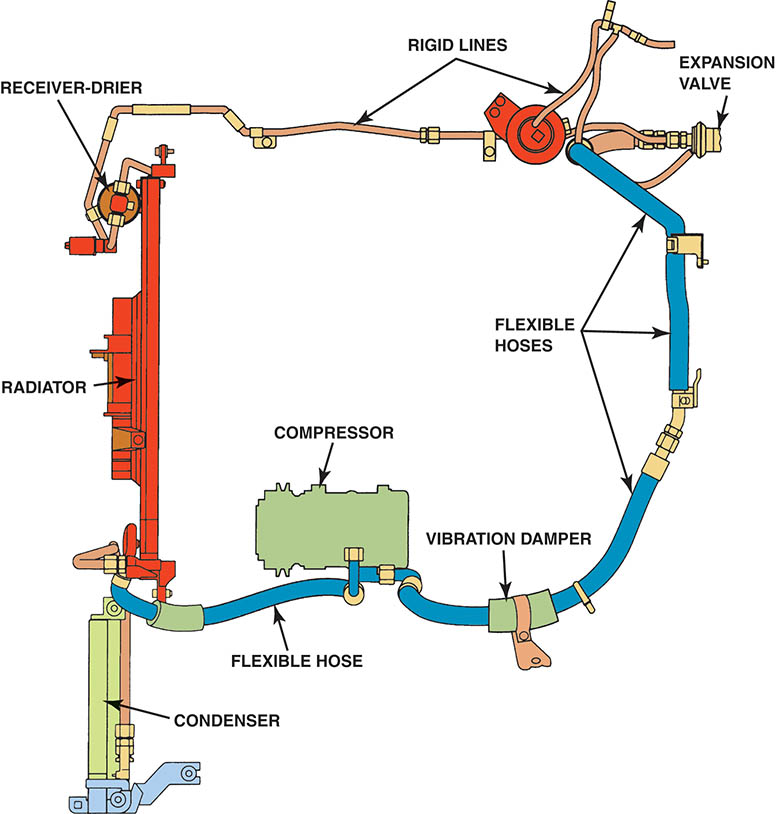 RIGID LINES
EXPANSION
VALVE
RECEIVER-DRIER
FLEXIBLE
HOSES
RADIATOR
COMPRESSOR
VIBRATION DAMPER
FLEXIBLE HOSE
CONDENSER